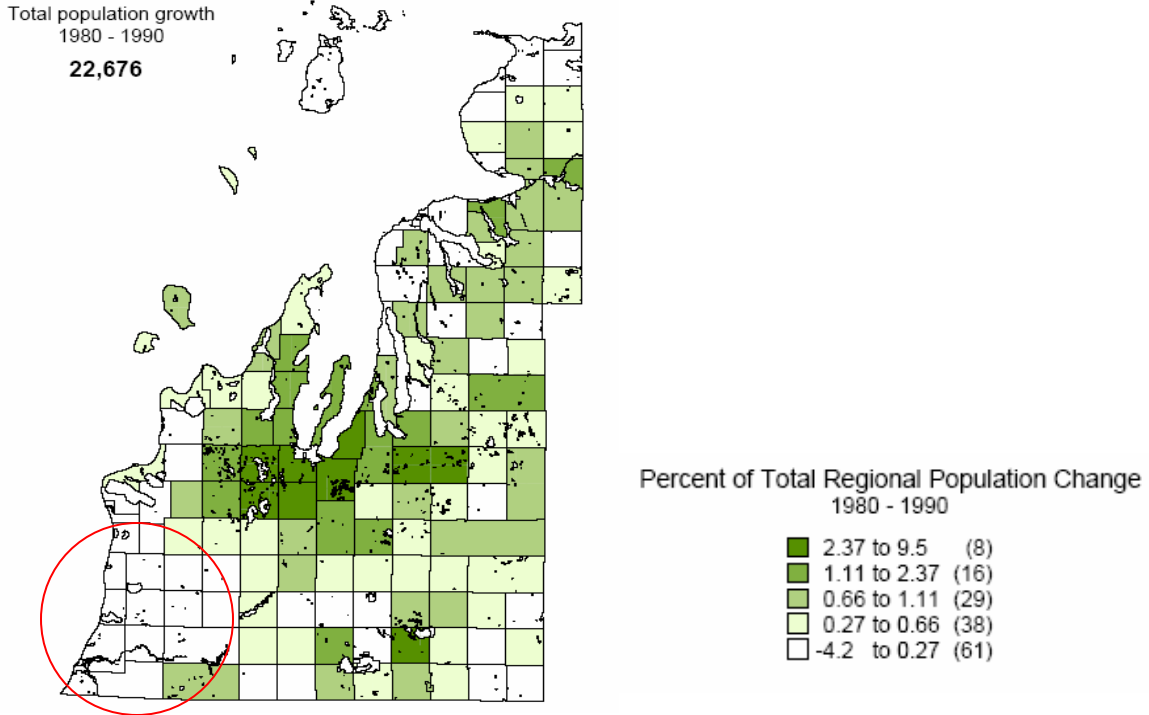 Total population growth
1980 - 1990
22,676
Percent of Total Regional Population Change
1980 - 1990
2.37 to 9.5 (8)
1.11 to 2.37 (16)
0.66 to 1.11 (29)
0.27 to 0.66 (38)
-4.2 to 0.27 (61)